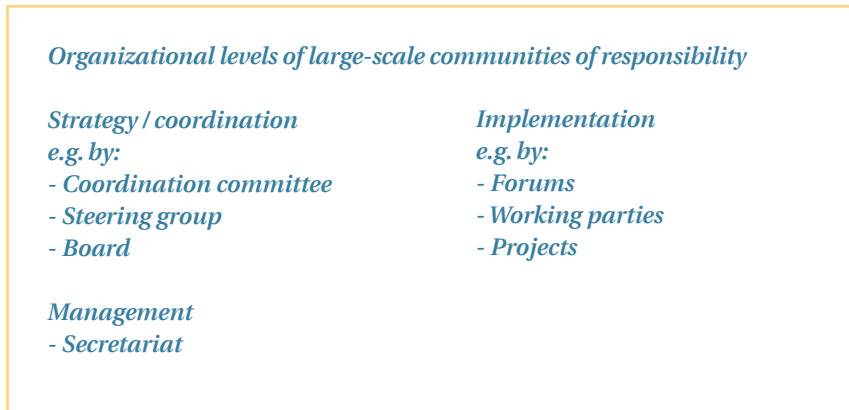 Organizational levels of large-scale communities of responsibility
Strategy / coordination
e.g. by:
- Coordination committee
- Steering group
- Board
Management
- Secretariat
Implementation
e.g. by:
- Forums
- Working parties
- Projects